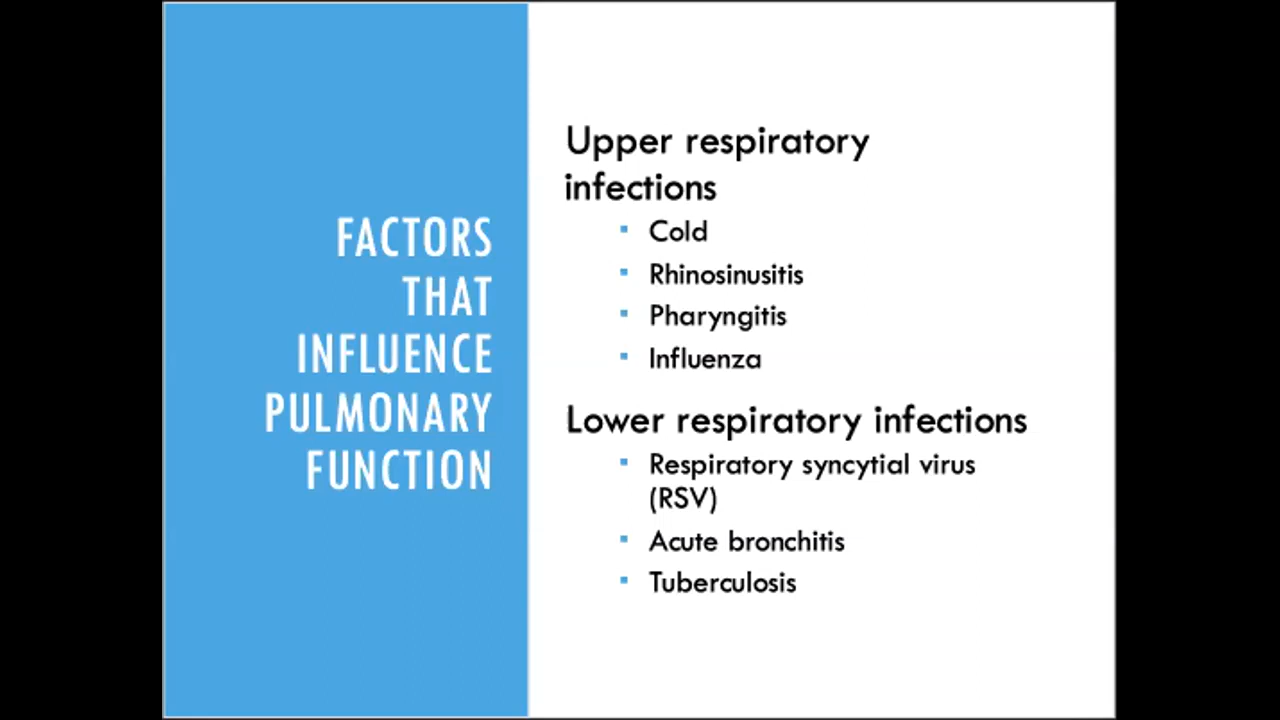 FACTORS
THAT
INFLUENCE
PULMONARY
FUNCTION
Upper respiratory
infections
Cold
Rhinosinusitis
Pharyngitis
Influenza
Lower respiratory infections
Respiratory syncytial virus
(RSV)
Acute bronchitis
Tuberculosis